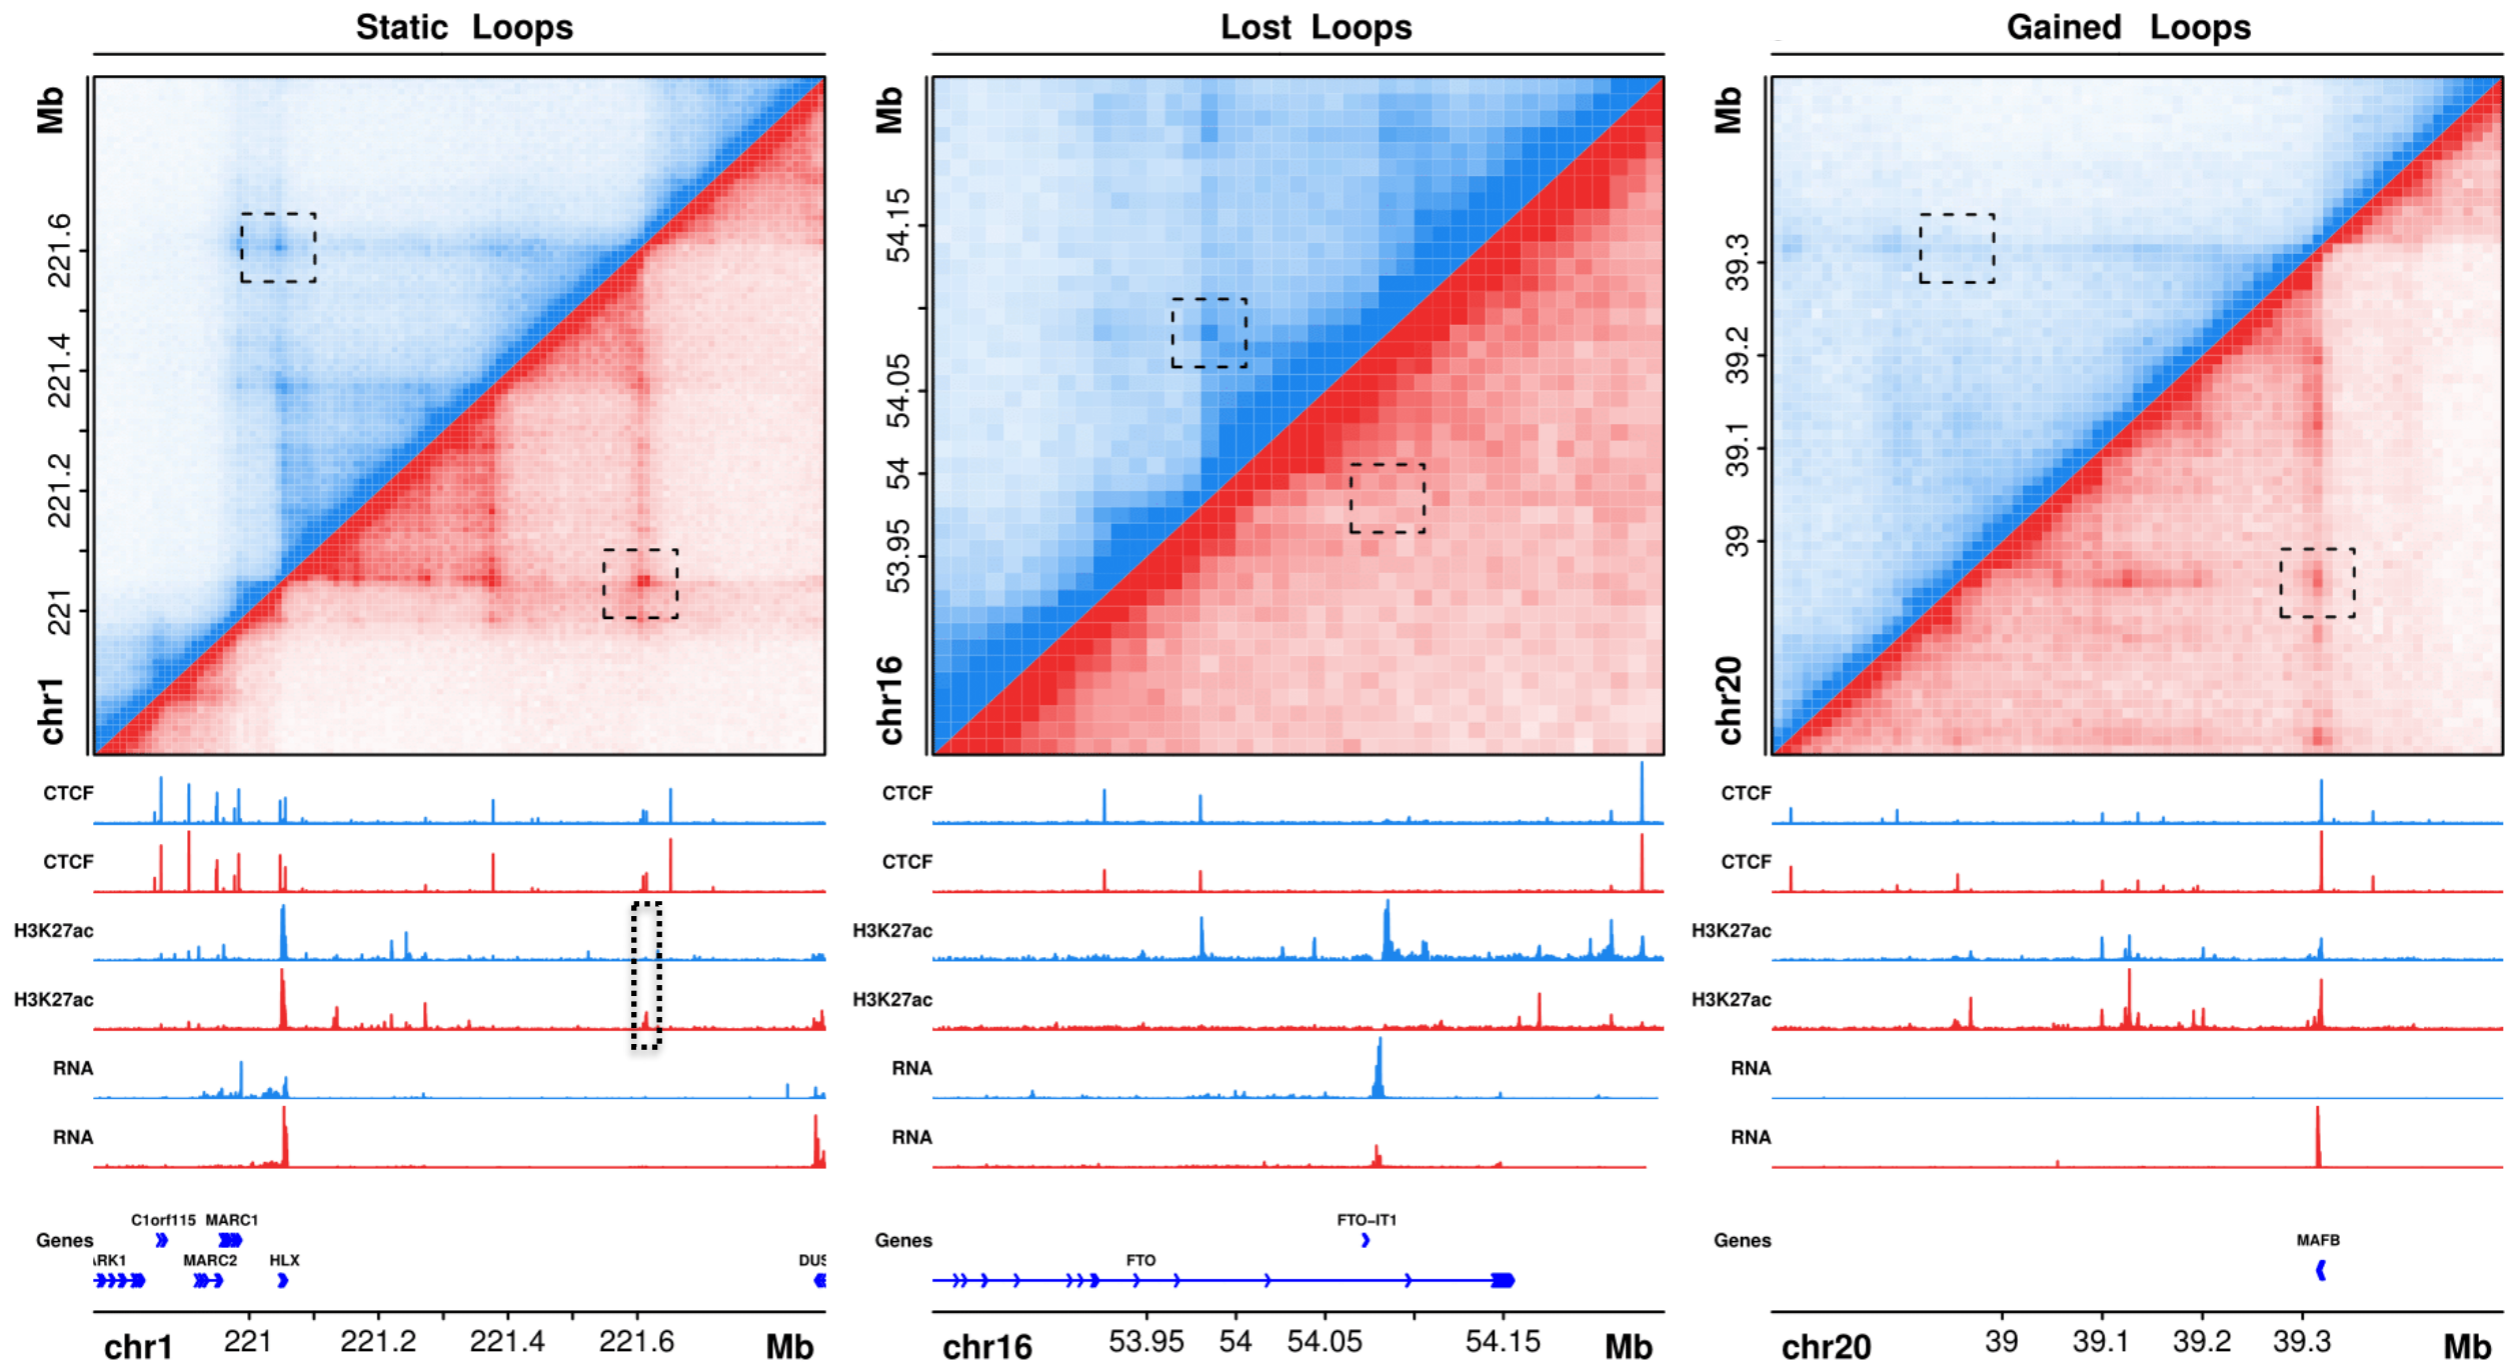 Static Loops
Lost Loops
Gained Loops
Mb
221.6
221.4
221.2
221
chr1
Mb
54.15
54.05
54
53.95
chr16
Mb
39.3
39.2
39.1
39
chr20
CTCF
CTCF
H3K27ac
H3K27ac
RNA
RNA
CTCF
CTCF
H3K27ac
H3K27ac
RNA
RNA
CTCF
CTCF
H3K27ac
H3K27ac
RNA
RNA
C1orf115 MARC1
Genes
ARK1 MARC2 HLX DUS
FTO-IT1
Genes
FTO
Genes
MAFB
chr1 221 221.2 221.4 221.6 Mb
chr16 53.95 54 54.05 54.15 Mb
chr20 39 39.1 39.2 39.3 Mb